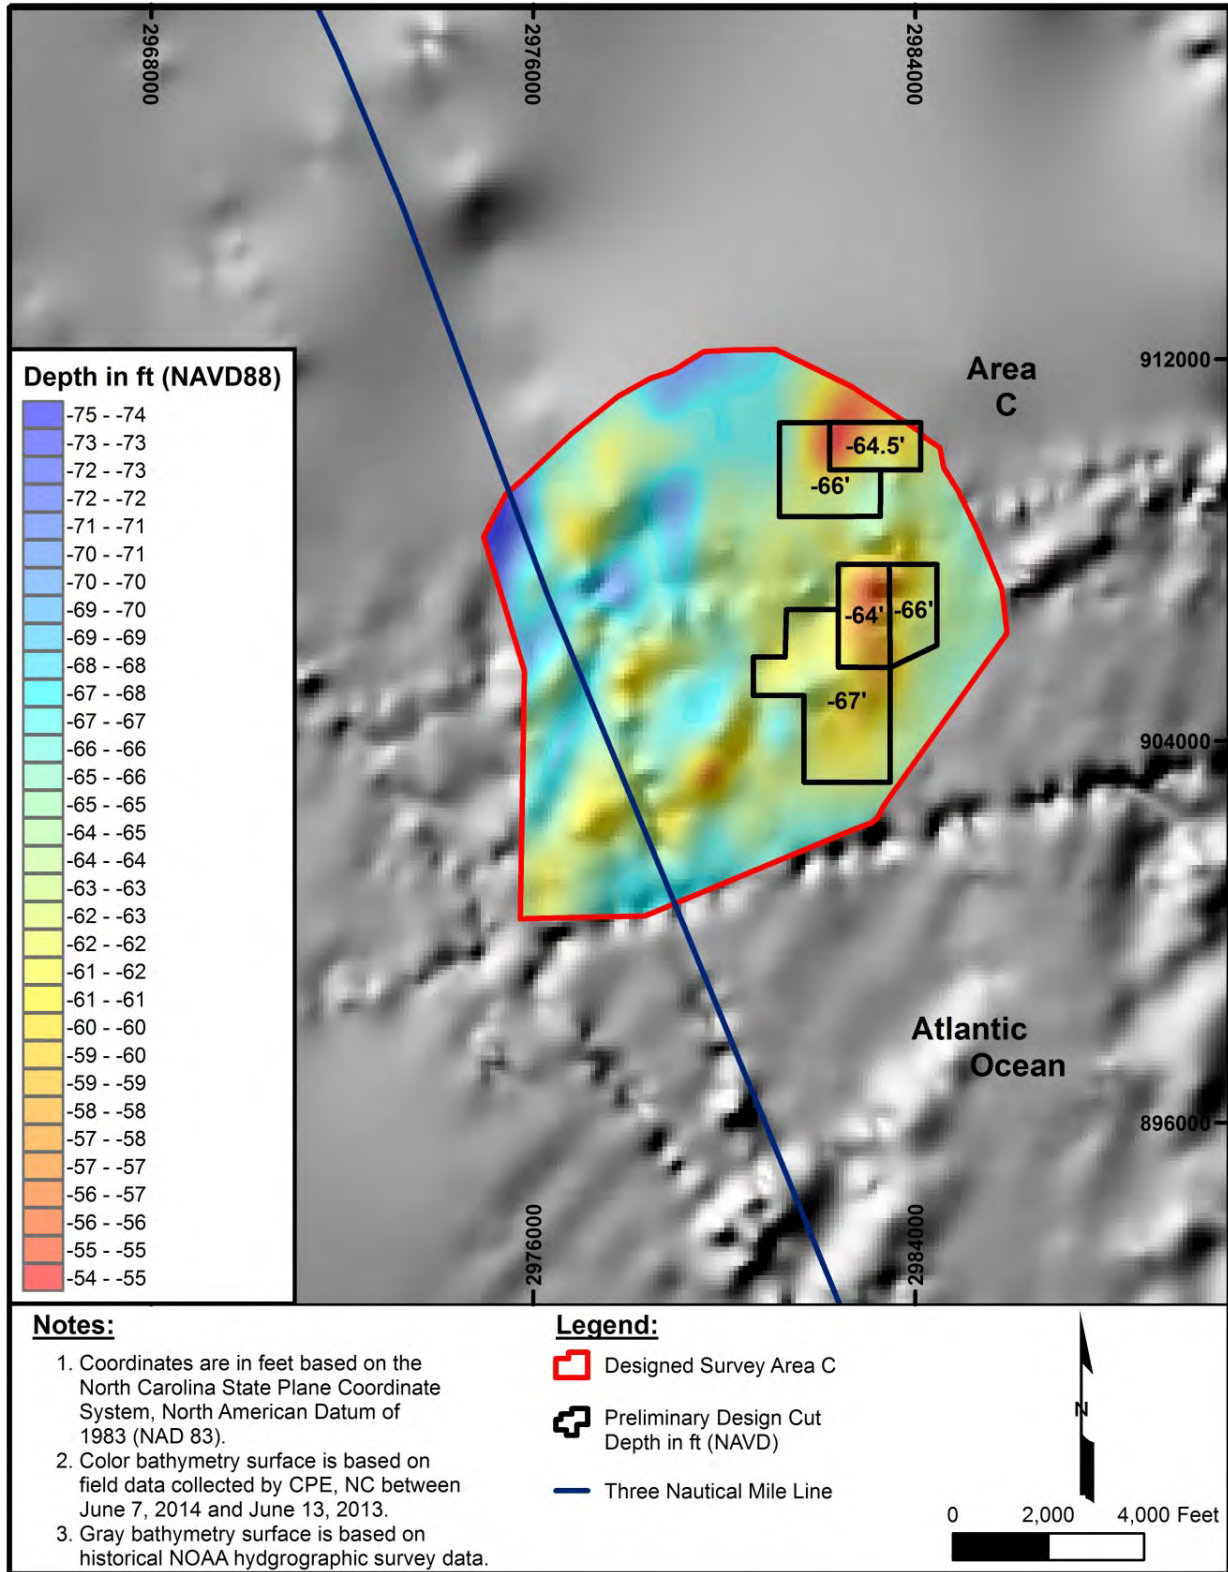 2968000
2976000
2984000
Depth in ft (NAVD88)
-75 - -74
-73 - -73
-72 - -73
-72 - -72
-71 - -71
-70 - -71
-70 - -70
-69 - -70
-69 - -69
-68 - -68
-67 - -68
-67 - -67
-66 - -66
-65 - -66
-65 - -65
-64 - -65
-64 - -64
-63 - -63
-62 - -63
-62 - -62
-61 - -62
-61 - -61
-60 - -60
-59 - -60
-59 - -59
-58 - -58
-57 - -58
-57 - -57
-56 - -57
-56 - -56
-55 - -55
-54 - -55
Area
C
912000
-64.5'
-66'
-64'
-66'
-67'
904000
Atlantic
Ocean
896000
2976000
2984000
Notes:
1. Coordinates are in feet based on the
North Carolina State Plane Coordinate
System, North American Datum of
1983 (NAD 83).
2. Color bathymetry surface is based on
field data collected by CPE, NC between
June 7, 2014 and June 13, 2013.
3. Gray bathymetry surface is based on
historical NOAA hydgrographic survey data.
Legend:
Designed Survey Area C
Preliminary Design Cut
Depth in ft (NAVD)
Three Nautical Mile Line
N
0 2,000 4,000 Feet